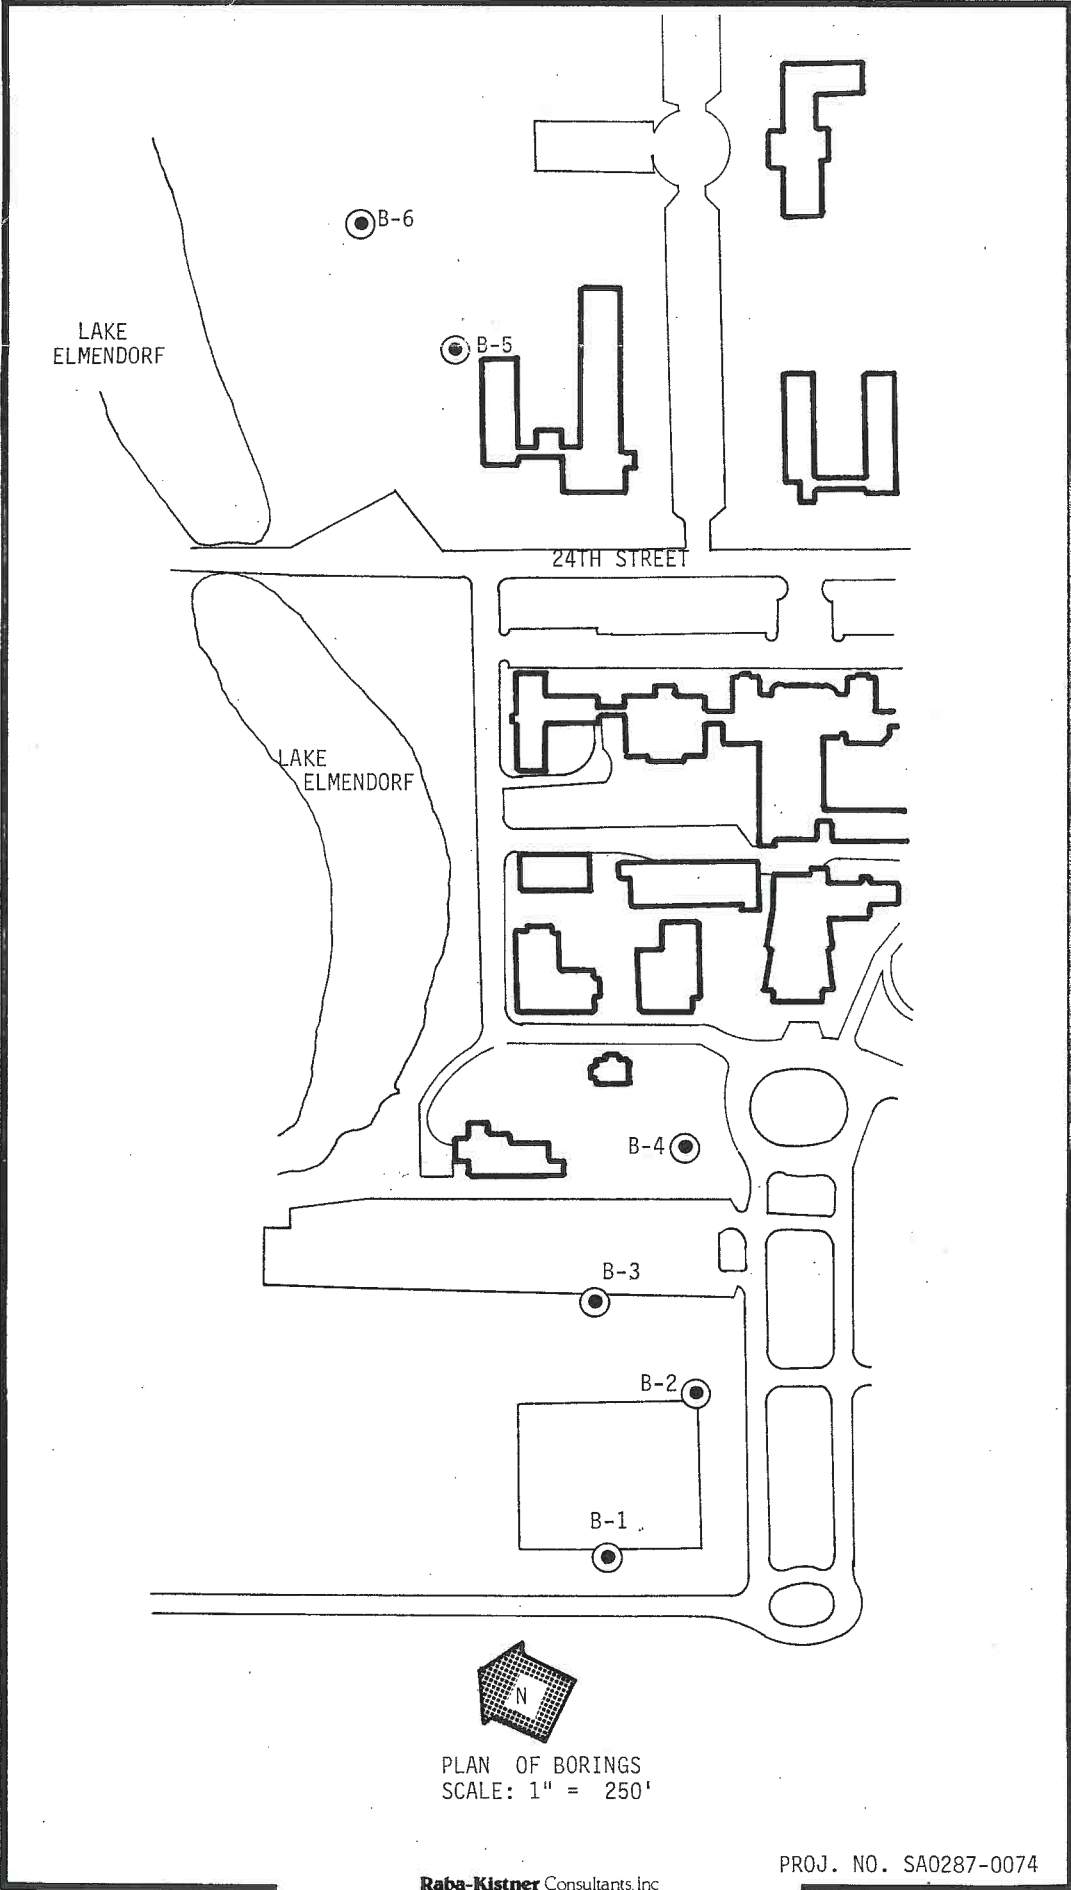 B-6
LAKE
ELMENDORF
B-5
24TH STREET
LAKE
ELMENDORF
B-4
B-3
B-2
B-1
N
PLAN OF BORINGS
SCALE: 1" = 250'
PROJ. NO. SA0287-0074
Raba-Kistner Consultants, Inc